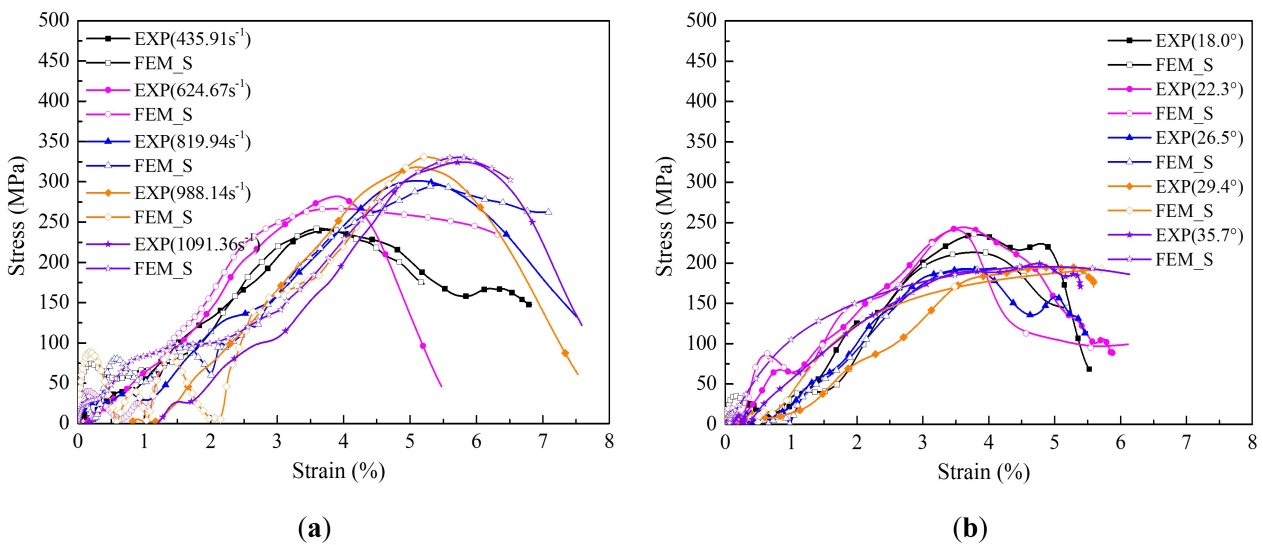 500
450
400
350
300
250
200
150
100
50
0
Stress (MPa)
EXP(435.91s-1)
FEM_S
EXP(624.67s-1)
FEM_S
EXP(819.94s-1)
FEM_S
EXP(988.14s-1)
FEM_S
EXP(1091.36s-1)
FEM_S
0 1 2 3 4 5 6 7 8
Strain (%)
(a)
500
450
400
350
300
250
200
150
100
50
0
Stress (MPa)
EXP(18.0°)
FEM_S
EXP(22.3°)
FEM_S
EXP(26.5°)
FEM_S
EXP(29.4°)
FEM_S
EXP(35.7°)
FEM_S
0 1 2 3 4 5 6 7 8
Strain (%)
(b)